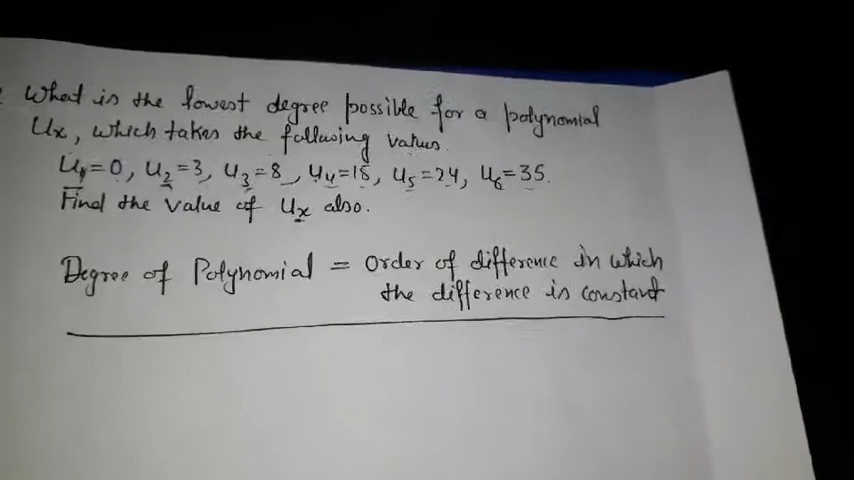 What is the lowest degree possible for a polynomial
Ux, which takes the following values.
U1=0, U2=3, U3=8, U4=15, U5=24, U6=35.
Find the value of Ux also.
Degree of Polynomial = Order of difference in which
the difference is constant